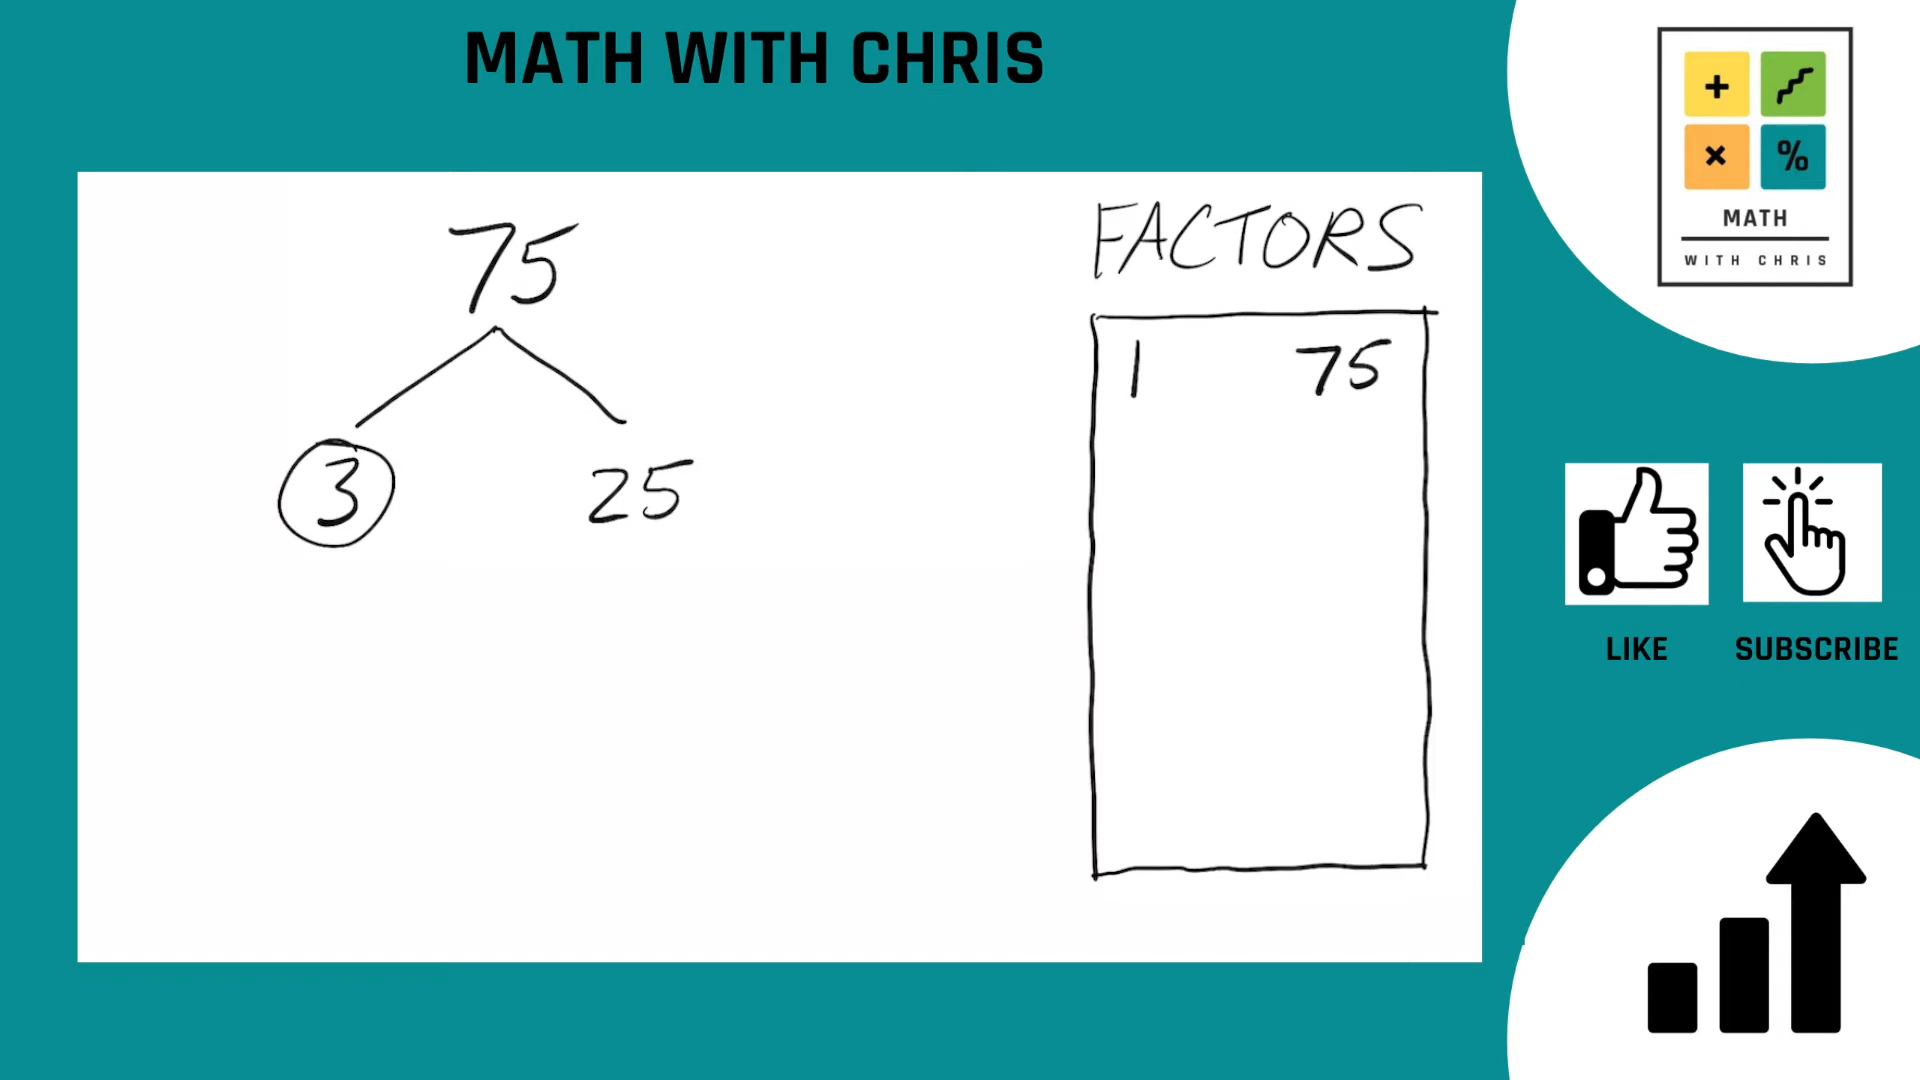 MATH WITH CHRIS
75
3 25
FACTORS
1 75
+
× %
MATH
WITH CHRIS
LIKE SUBSCRIBE